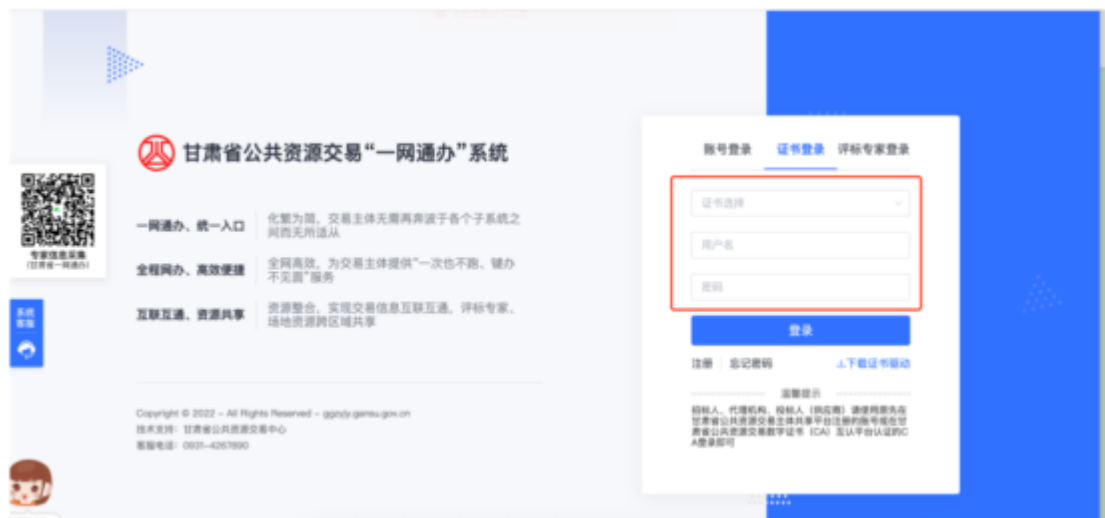 甘肃省公共资源交易“一网通办”系统
一网通办、统一入口
化繁为简，交易主体无需再奔波于各个子系统之
间而无所适从
全程网办、高效便捷
全网高效，为交易主体提供“一次也不跑、键办
不见面”服务
互联互通、资源共享
资源整合，实现交易信息互联互通，评标专家、
场地资源跨区域共享
Copyright © 2022 - All Rights Reserved - ggzyjy.gansu.gov.cn
技术支持：甘肃省公共资源交易中心
客服电话：0931-4267890
专家信息采集
(甘肃省一网通办)
系统
客服
账号登录 证书登录 评标专家登录
证书选择
用户名
密码
登录
注册 忘记密码 下载证书驱动
温馨提示
招标人、代理机构、投标人（供应商）请使用原先在
甘肃省公共资源交易主体共享平台注册的账号或在甘
肃省公共资源交易数字证书（CA）互认平台认证的C
A登录即可